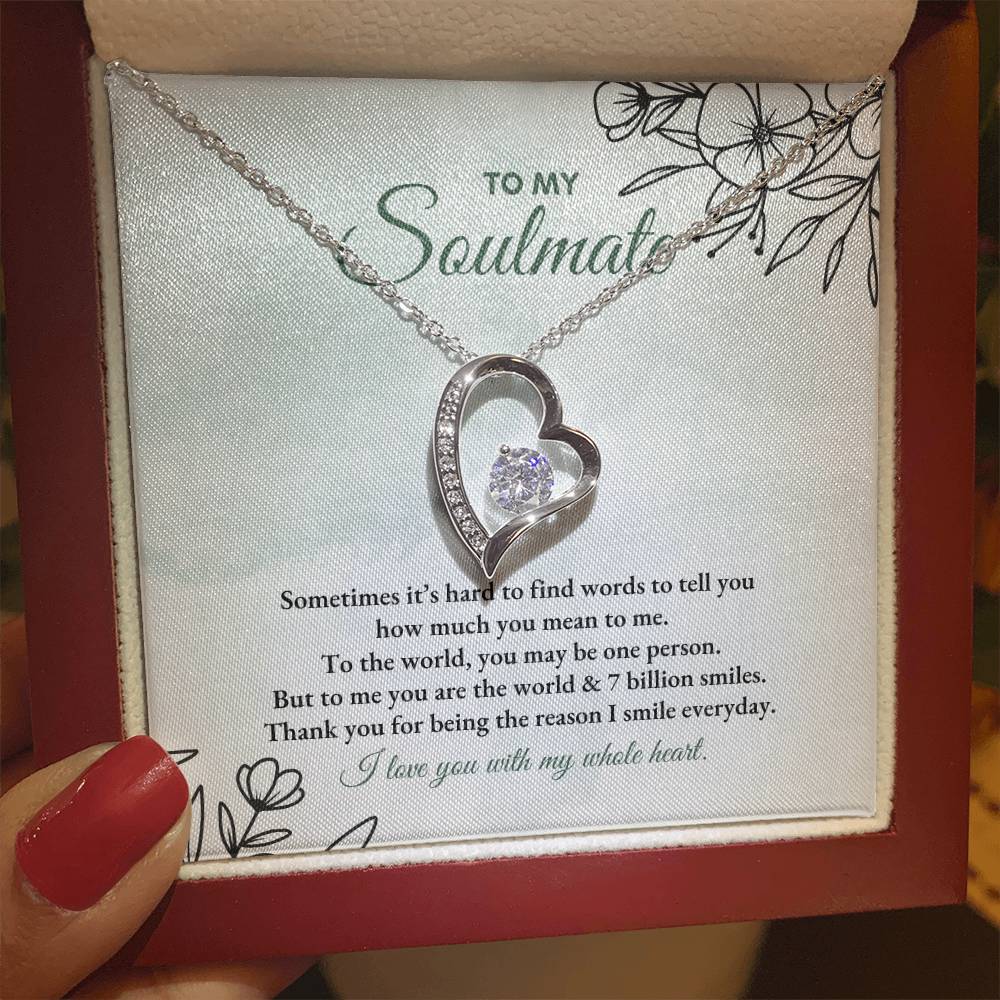 TO MY
Soulmate
Sometimes it's hard to find words to tell you
how much you mean to me.
To the world, you may be one person.
But to me you are the world & 7 billion smiles.
Thank you for being the reason I smile everyday.
I love you with my whole heart.